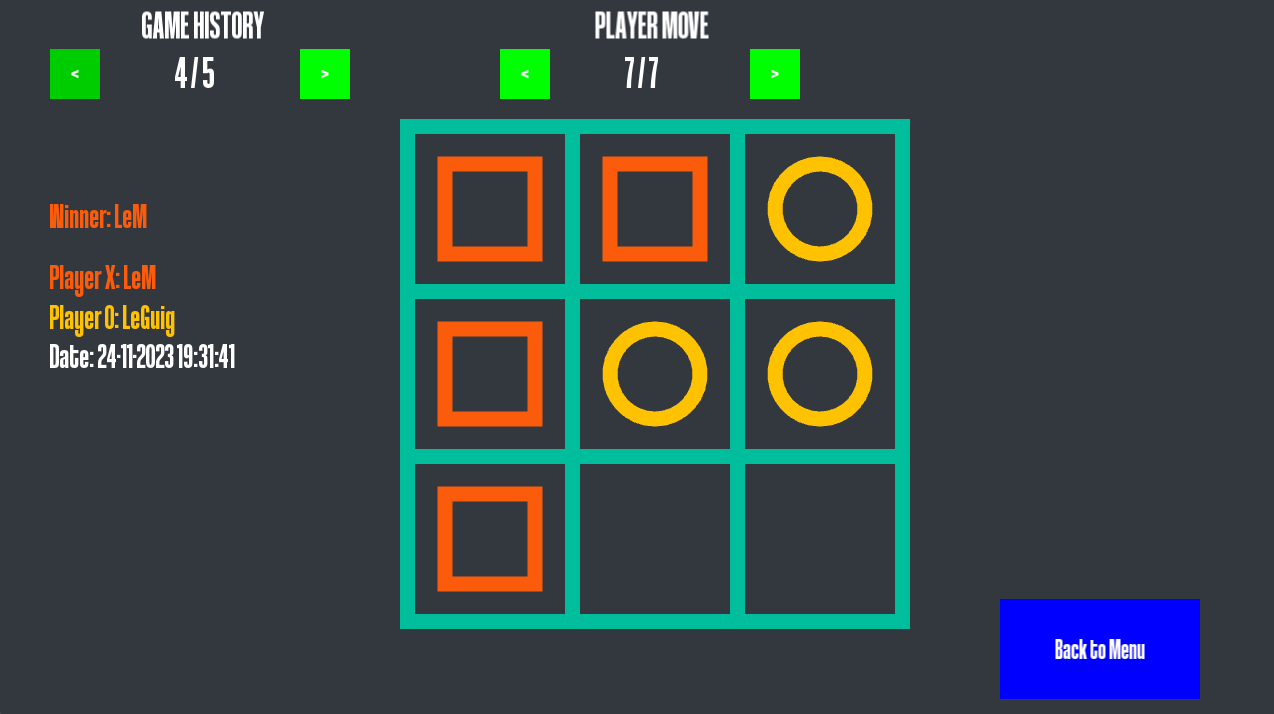 GAME HISTORY
PLAYER MOVE
< 4 / 5 >
< 7 / 7 >
Winner: LeM
Player X: LeM
Player O: LeGuig
Date: 24-11-2023 19:31:41
Back to Menu